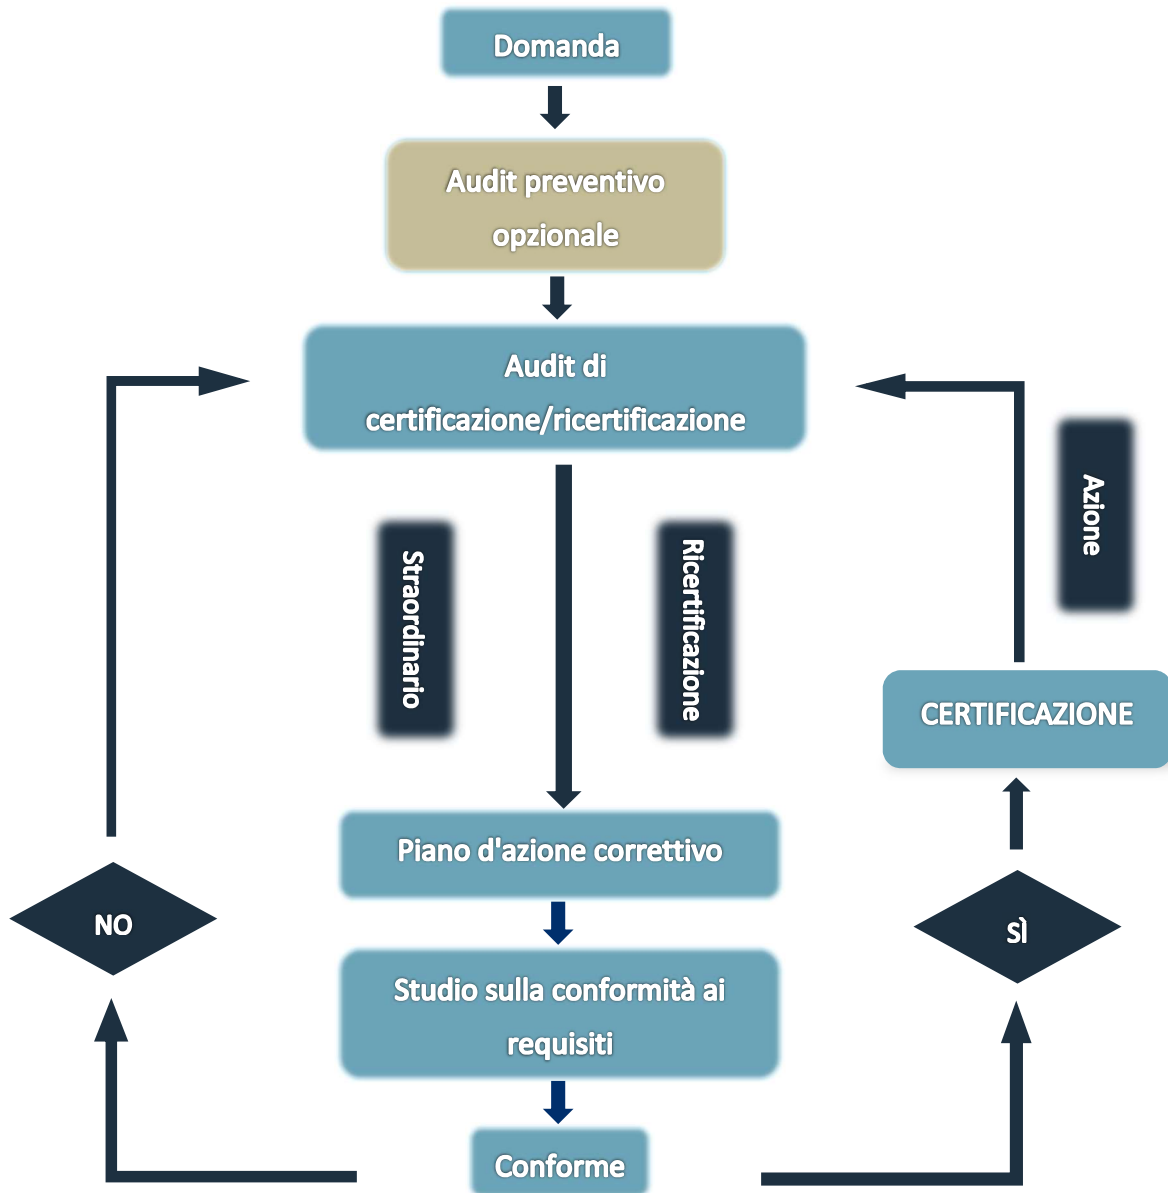 Domanda
Audit preventivo
opzionale
Audit di
certificazione/ricertificazione
Azione
Straordinario
Ricertificazione
CERTIFICAZIONE
Piano d'azione correttivo
NO
SÌ
Studio sulla conformità ai
requisiti
Conforme